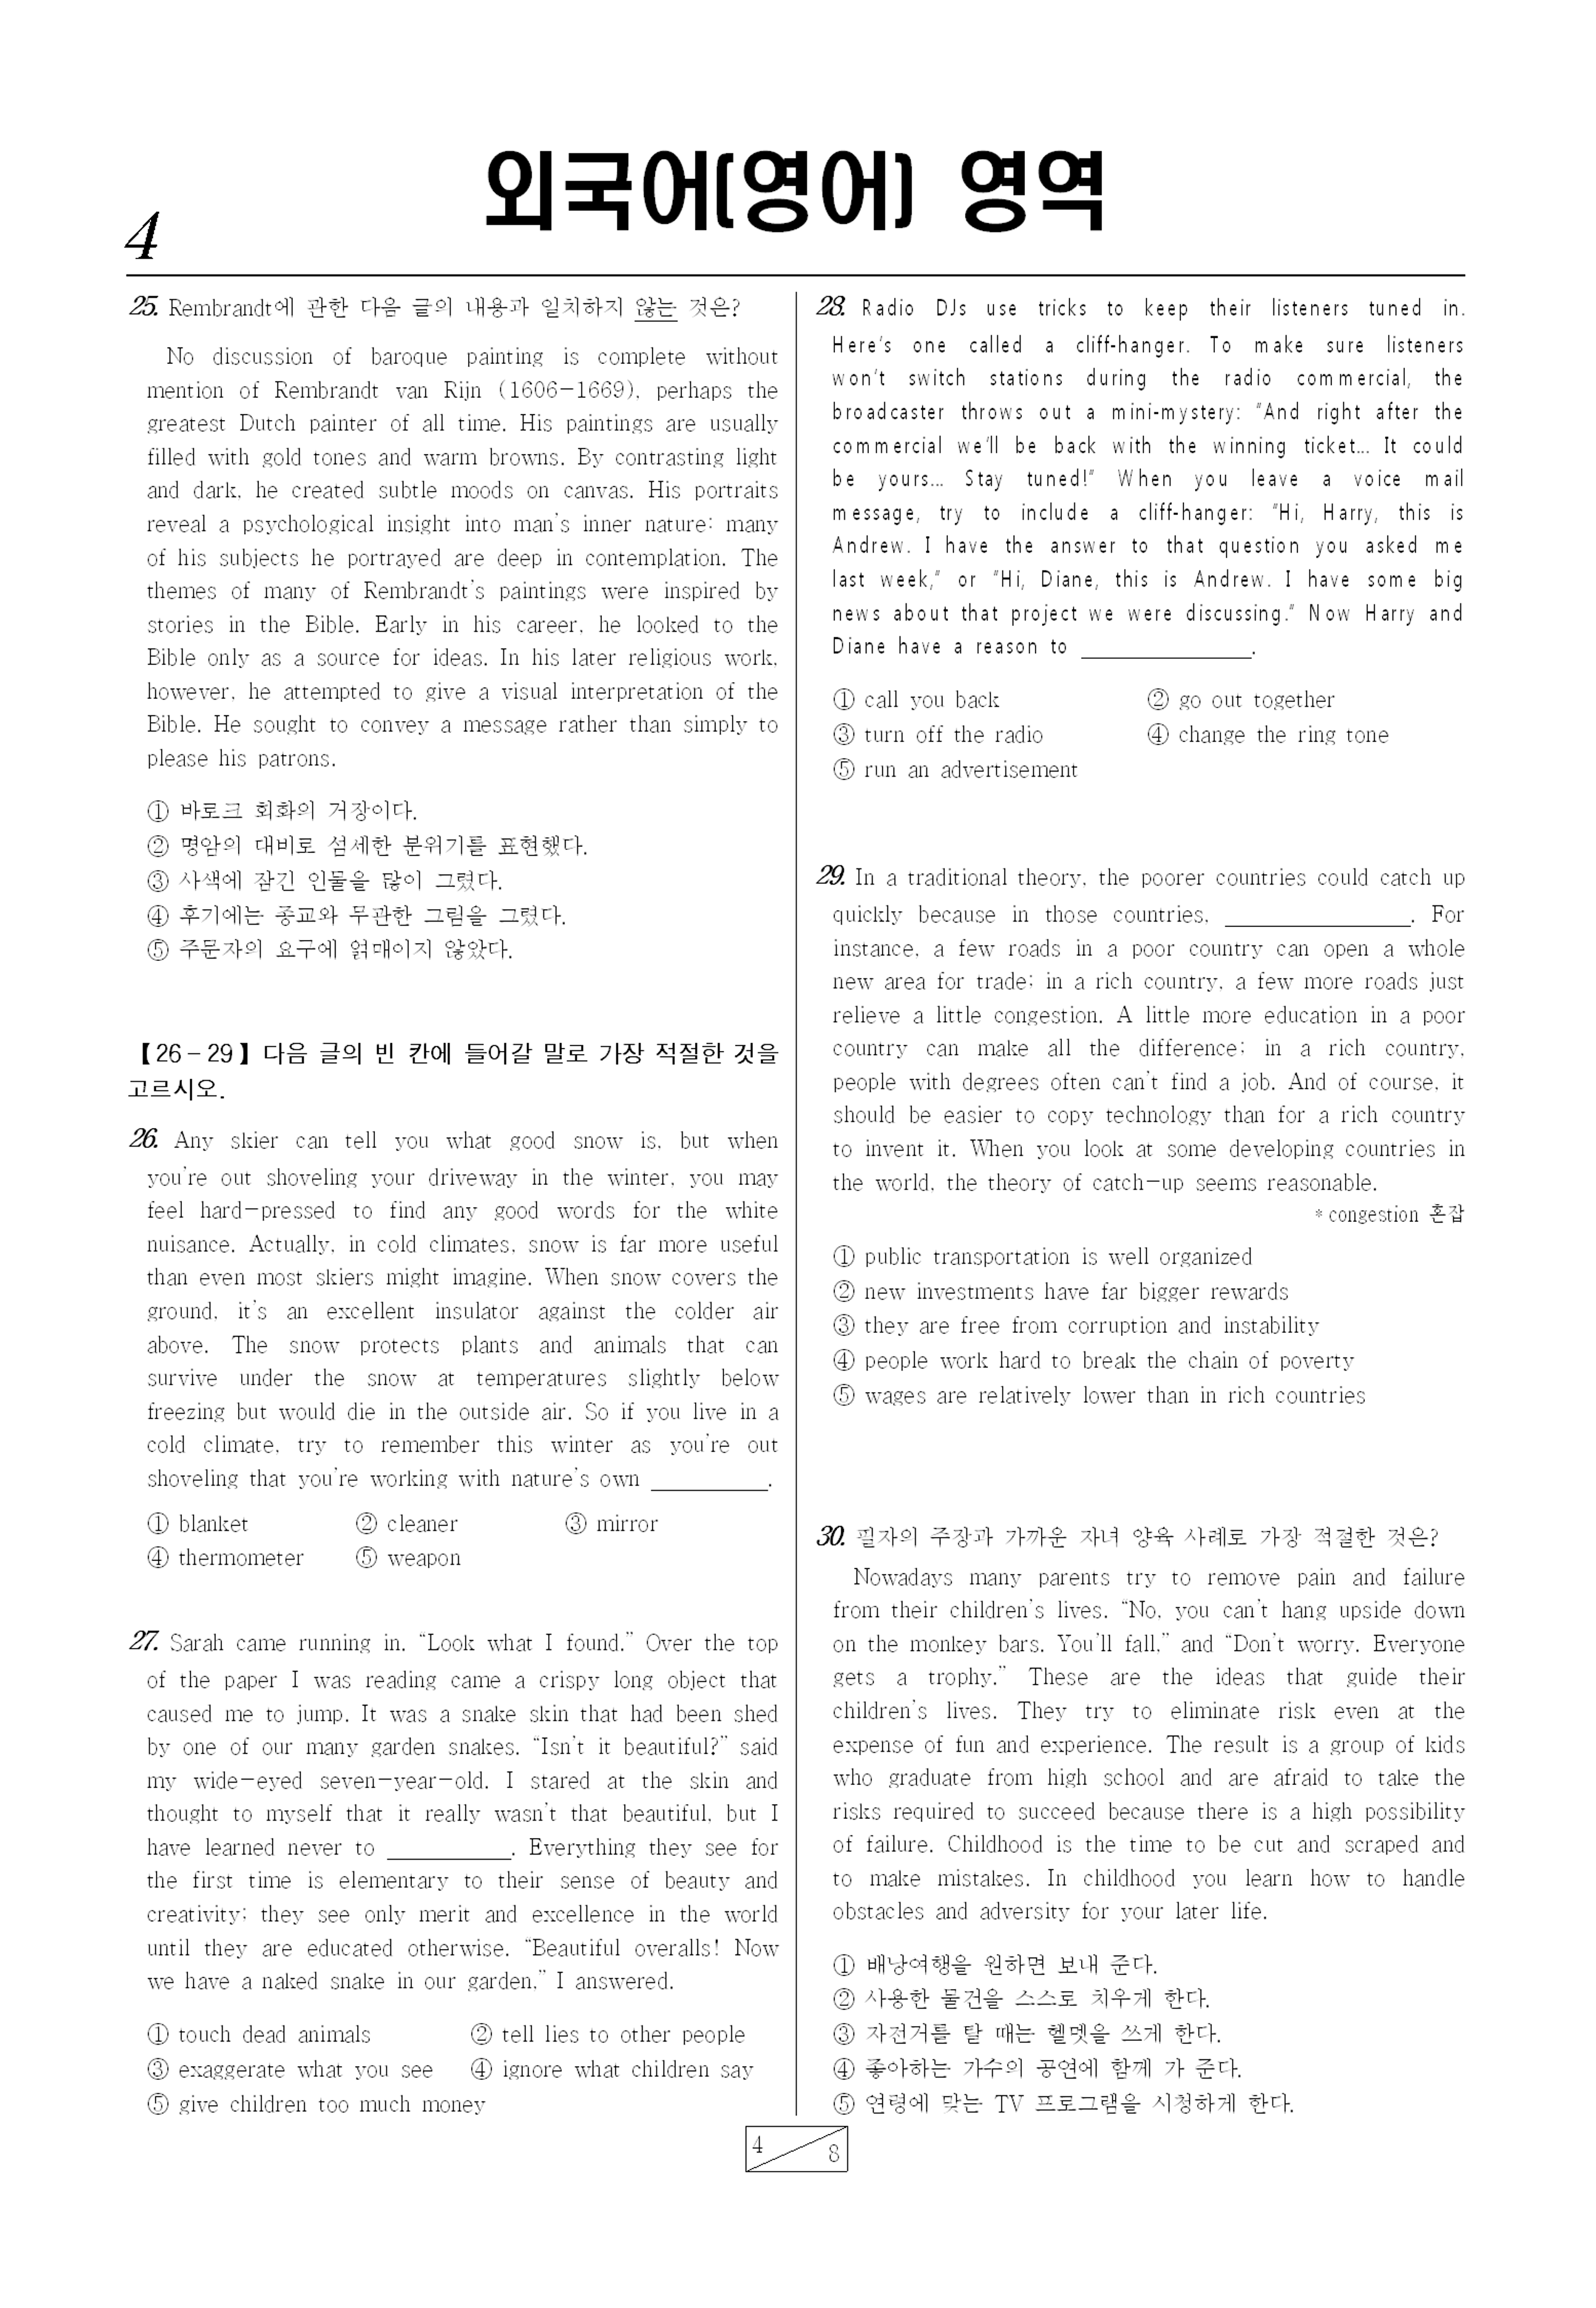 외국어(영어) 영역
4
25. Rembrandt에 관한 다음 글의 내용과 일치하지 않는 것은?
No discussion of baroque painting is complete without
mention of Rembrandt van Rijn (1606-1669), perhaps the
greatest Dutch painter of all time. His paintings are usually
filled with gold tones and warm browns. By contrasting light
and dark, he created subtle moods on canvas. His portraits
reveal a psychological insight into man's inner nature: many
of his subjects he portrayed are deep in contemplation. The
themes of many of Rembrandt's paintings were inspired by
stories in the Bible. Early in his career, he looked to the
Bible only as a source for ideas. In his later religious work,
however, he attempted to give a visual interpretation of the
Bible. He sought to convey a message rather than simply to
please his patrons.
① 바로크 회화의 거장이다.
② 명암의 대비로 섬세한 분위기를 표현했다.
③ 사색에 잠긴 인물을 많이 그렸다.
④ 후기에는 종교와 무관한 그림을 그렸다.
⑤ 주문자의 요구에 얽매이지 않았다.
【26-29】다음 글의 빈 칸에 들어갈 말로 가장 적절한 것을
고르시오.
26. Any skier can tell you what good snow is, but when
you're out shoveling your driveway in the winter, you may
feel hard-pressed to find any good words for the white
nuisance. Actually, in cold climates, snow is far more useful
than even most skiers might imagine. When snow covers the
ground, it's an excellent insulator against the colder air
above. The snow protects plants and animals that can
survive under the snow at temperatures slightly below
freezing but would die in the outside air. So if you live in a
cold climate, try to remember this winter as you're out
shoveling that you're working with nature's own __________.
① blanket ② cleaner ③ mirror
④ thermometer ⑤ weapon
27. Sarah came running in. "Look what I found." Over the top
of the paper I was reading came a crispy long object that
caused me to jump. It was a snake skin that had been shed
by one of our many garden snakes. "Isn't it beautiful?" said
my wide-eyed seven-year-old. I stared at the skin and
thought to myself that it really wasn't that beautiful, but I
have learned never to __________. Everything they see for
the first time is elementary to their sense of beauty and
creativity; they see only merit and excellence in the world
until they are educated otherwise. "Beautiful overalls! Now
we have a naked snake in our garden," I answered.
① touch dead animals ② tell lies to other people
③ exaggerate what you see ④ ignore what children say
⑤ give children too much money
28. Radio DJs use tricks to keep their listeners tuned in.
Here's one called a cliff-hanger. To make sure listeners
won't switch stations during the radio commercial, the
broadcaster throws out a mini-mystery: "And right after the
commercial we'll be back with the winning ticket... It could
be yours... Stay tuned!" When you leave a voice mail
message, try to include a cliff-hanger: "Hi, Harry, this is
Andrew. I have the answer to that question you asked me
last week," or "Hi, Diane, this is Andrew. I have some big
news about that project we were discussing." Now Harry and
Diane have a reason to ______________.
① call you back ② go out together
③ turn off the radio ④ change the ring tone
⑤ run an advertisement
29. In a traditional theory, the poorer countries could catch up
quickly because in those countries, ________________. For
instance, a few roads in a poor country can open a whole
new area for trade; in a rich country, a few more roads just
relieve a little congestion. A little more education in a poor
country can make all the difference; in a rich country,
people with degrees often can't find a job. And of course, it
should be easier to copy technology than for a rich country
to invent it. When you look at some developing countries in
the world, the theory of catch-up seems reasonable.
* congestion 혼잡
① public transportation is well organized
② new investments have far bigger rewards
③ they are free from corruption and instability
④ people work hard to break the chain of poverty
⑤ wages are relatively lower than in rich countries
30. 필자의 주장과 가까운 자녀 양육 사례로 가장 적절한 것은?
Nowadays many parents try to remove pain and failure
from their children's lives. "No, you can't hang upside down
on the monkey bars. You'll fall," and "Don't worry. Everyone
gets a trophy." These are the ideas that guide their
children's lives. They try to eliminate risk even at the
expense of fun and experience. The result is a group of kids
who graduate from high school and are afraid to take the
risks required to succeed because there is a high possibility
of failure. Childhood is the time to be cut and scraped and
to make mistakes. In childhood you learn how to handle
obstacles and adversity for your later life.
① 배낭여행을 원하면 보내 준다.
② 사용한 물건을 스스로 치우게 한다.
③ 자전거를 탈 때는 헬멧을 쓰게 한다.
④ 좋아하는 가수의 공연에 함께 가 준다.
⑤ 연령에 맞는 TV 프로그램을 시청하게 한다.
4 8